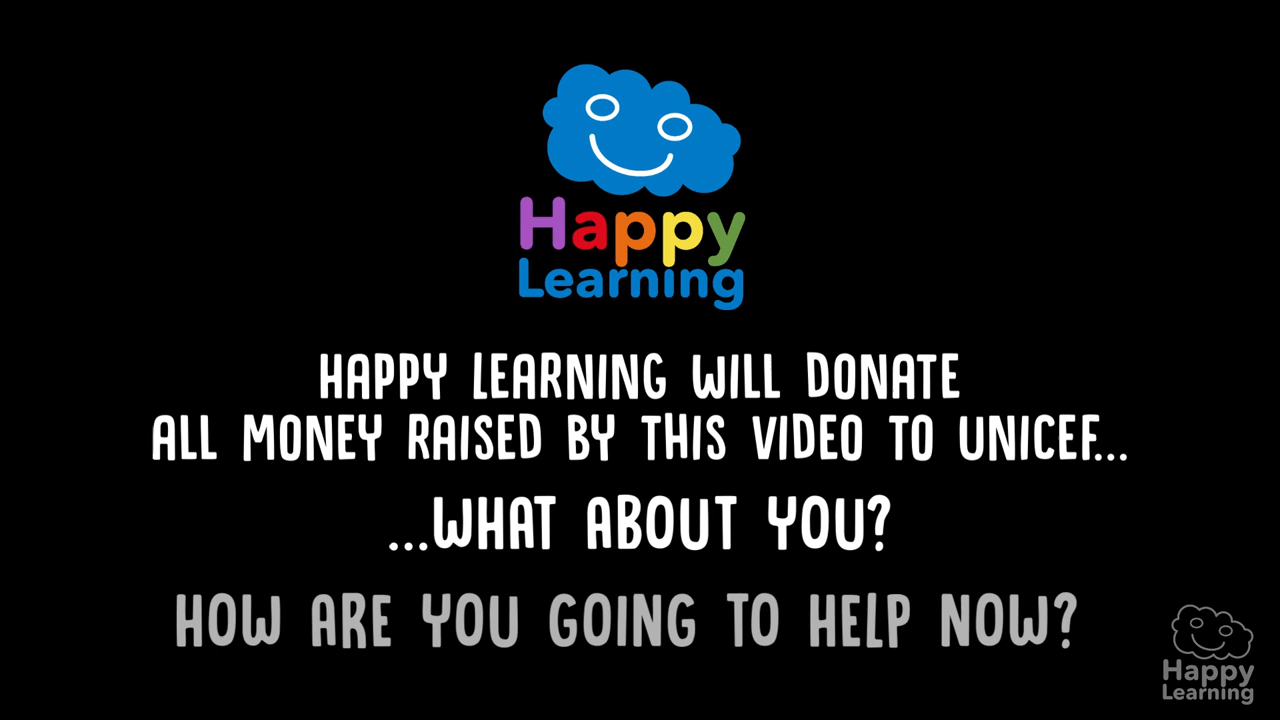 Happy
Learning
HAPPY LEARNING WILL DONATE
ALL MONEY RAISED BY THIS VIDEO TO UNICEF...
...WHAT ABOUT YOU?
HOW ARE YOU GOING TO HELP NOW?
Happy
Learning